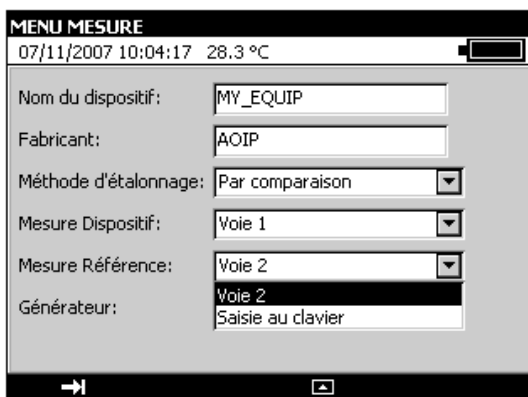 MENU MESURE
07/11/2007 10:04:17 28.3 °C
Nom du dispositif: MY_EQUIP
Fabricant: AOIP
Méthode d'étalonnage: Par comparaison
Mesure Dispositif: Voie 1
Mesure Référence: Voie 2
Voie 2
Générateur:
Saisie au clavier